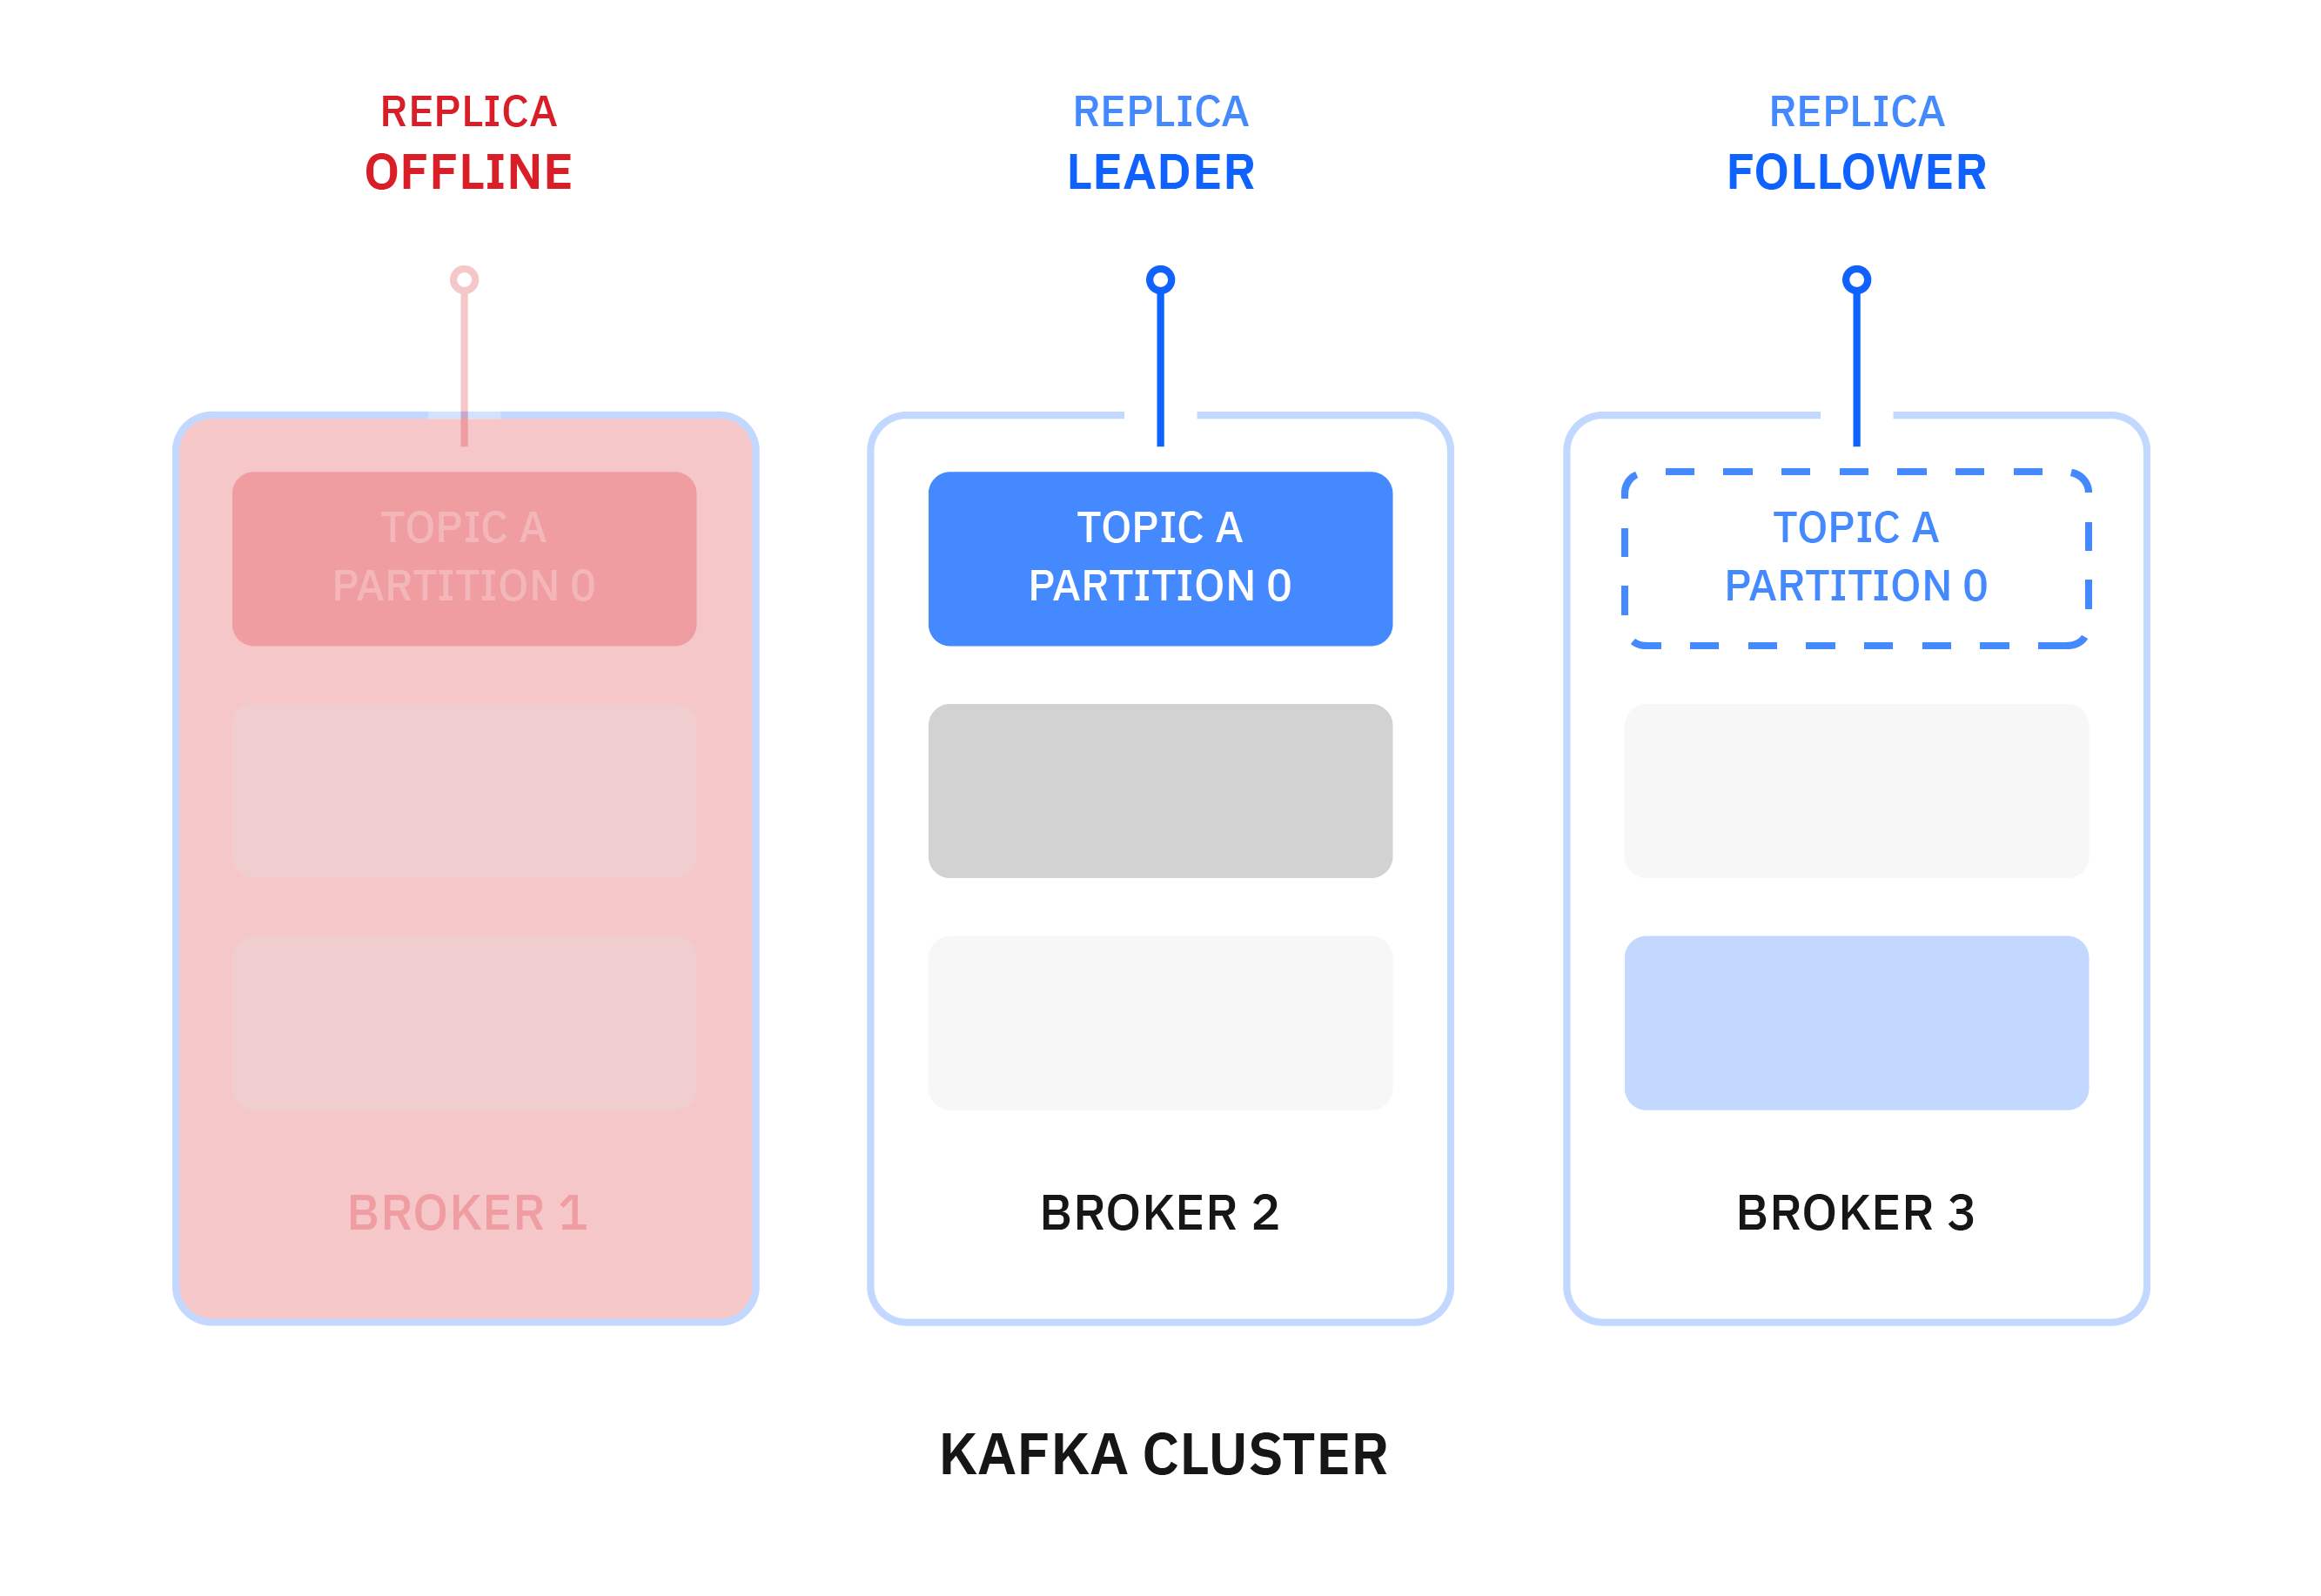 REPLICA
OFFLINE
REPLICA
LEADER
REPLICA
FOLLOWER
TOPIC A
PARTITION 0
TOPIC A
PARTITION 0
TOPIC A
PARTITION 0
BROKER 1
BROKER 2
BROKER 3
KAFKA CLUSTER